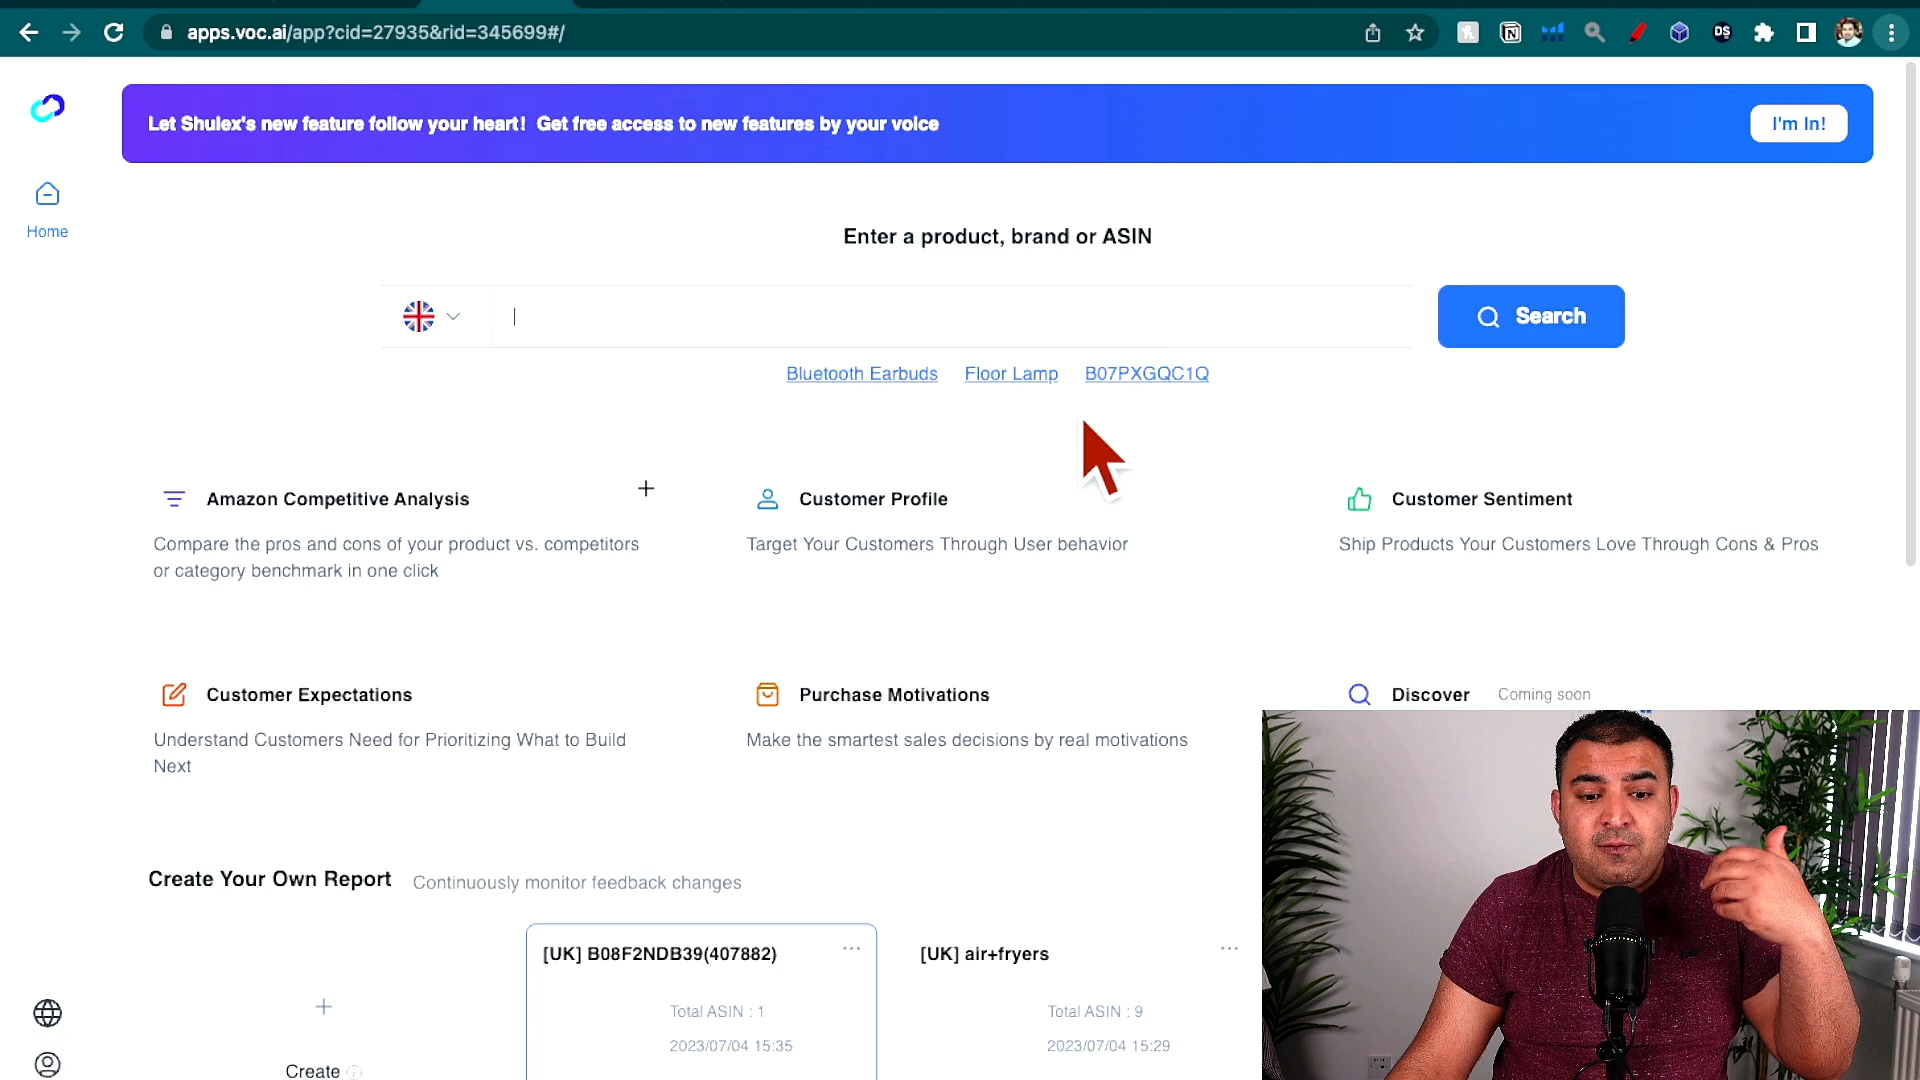 apps.voc.ai/app?cid=27935&rid=345699#/
DS
Let Shulex's new feature follow your heart! Get free access to new features by your voice
I'm In!
Home
Enter a product, brand or ASIN
Search
Bluetooth Earbuds Floor Lamp B07PXGQC1Q
Amazon Competitive Analysis
Compare the pros and cons of your product vs. competitors
or category benchmark in one click
Customer Profile
Target Your Customers Through User behavior
Customer Sentiment
Ship Products Your Customers Love Through Cons & Pros
Customer Expectations
Understand Customers Need for Prioritizing What to Build
Next
Purchase Motivations
Make the smartest sales decisions by real motivations
Discover Coming soon
Create Your Own Report Continuously monitor feedback changes
Create
[UK] B08F2NDB39(407882)
Total ASIN : 1
2023/07/04 15:35
[UK] air+fryers
Total ASIN : 9
2023/07/04 15:29